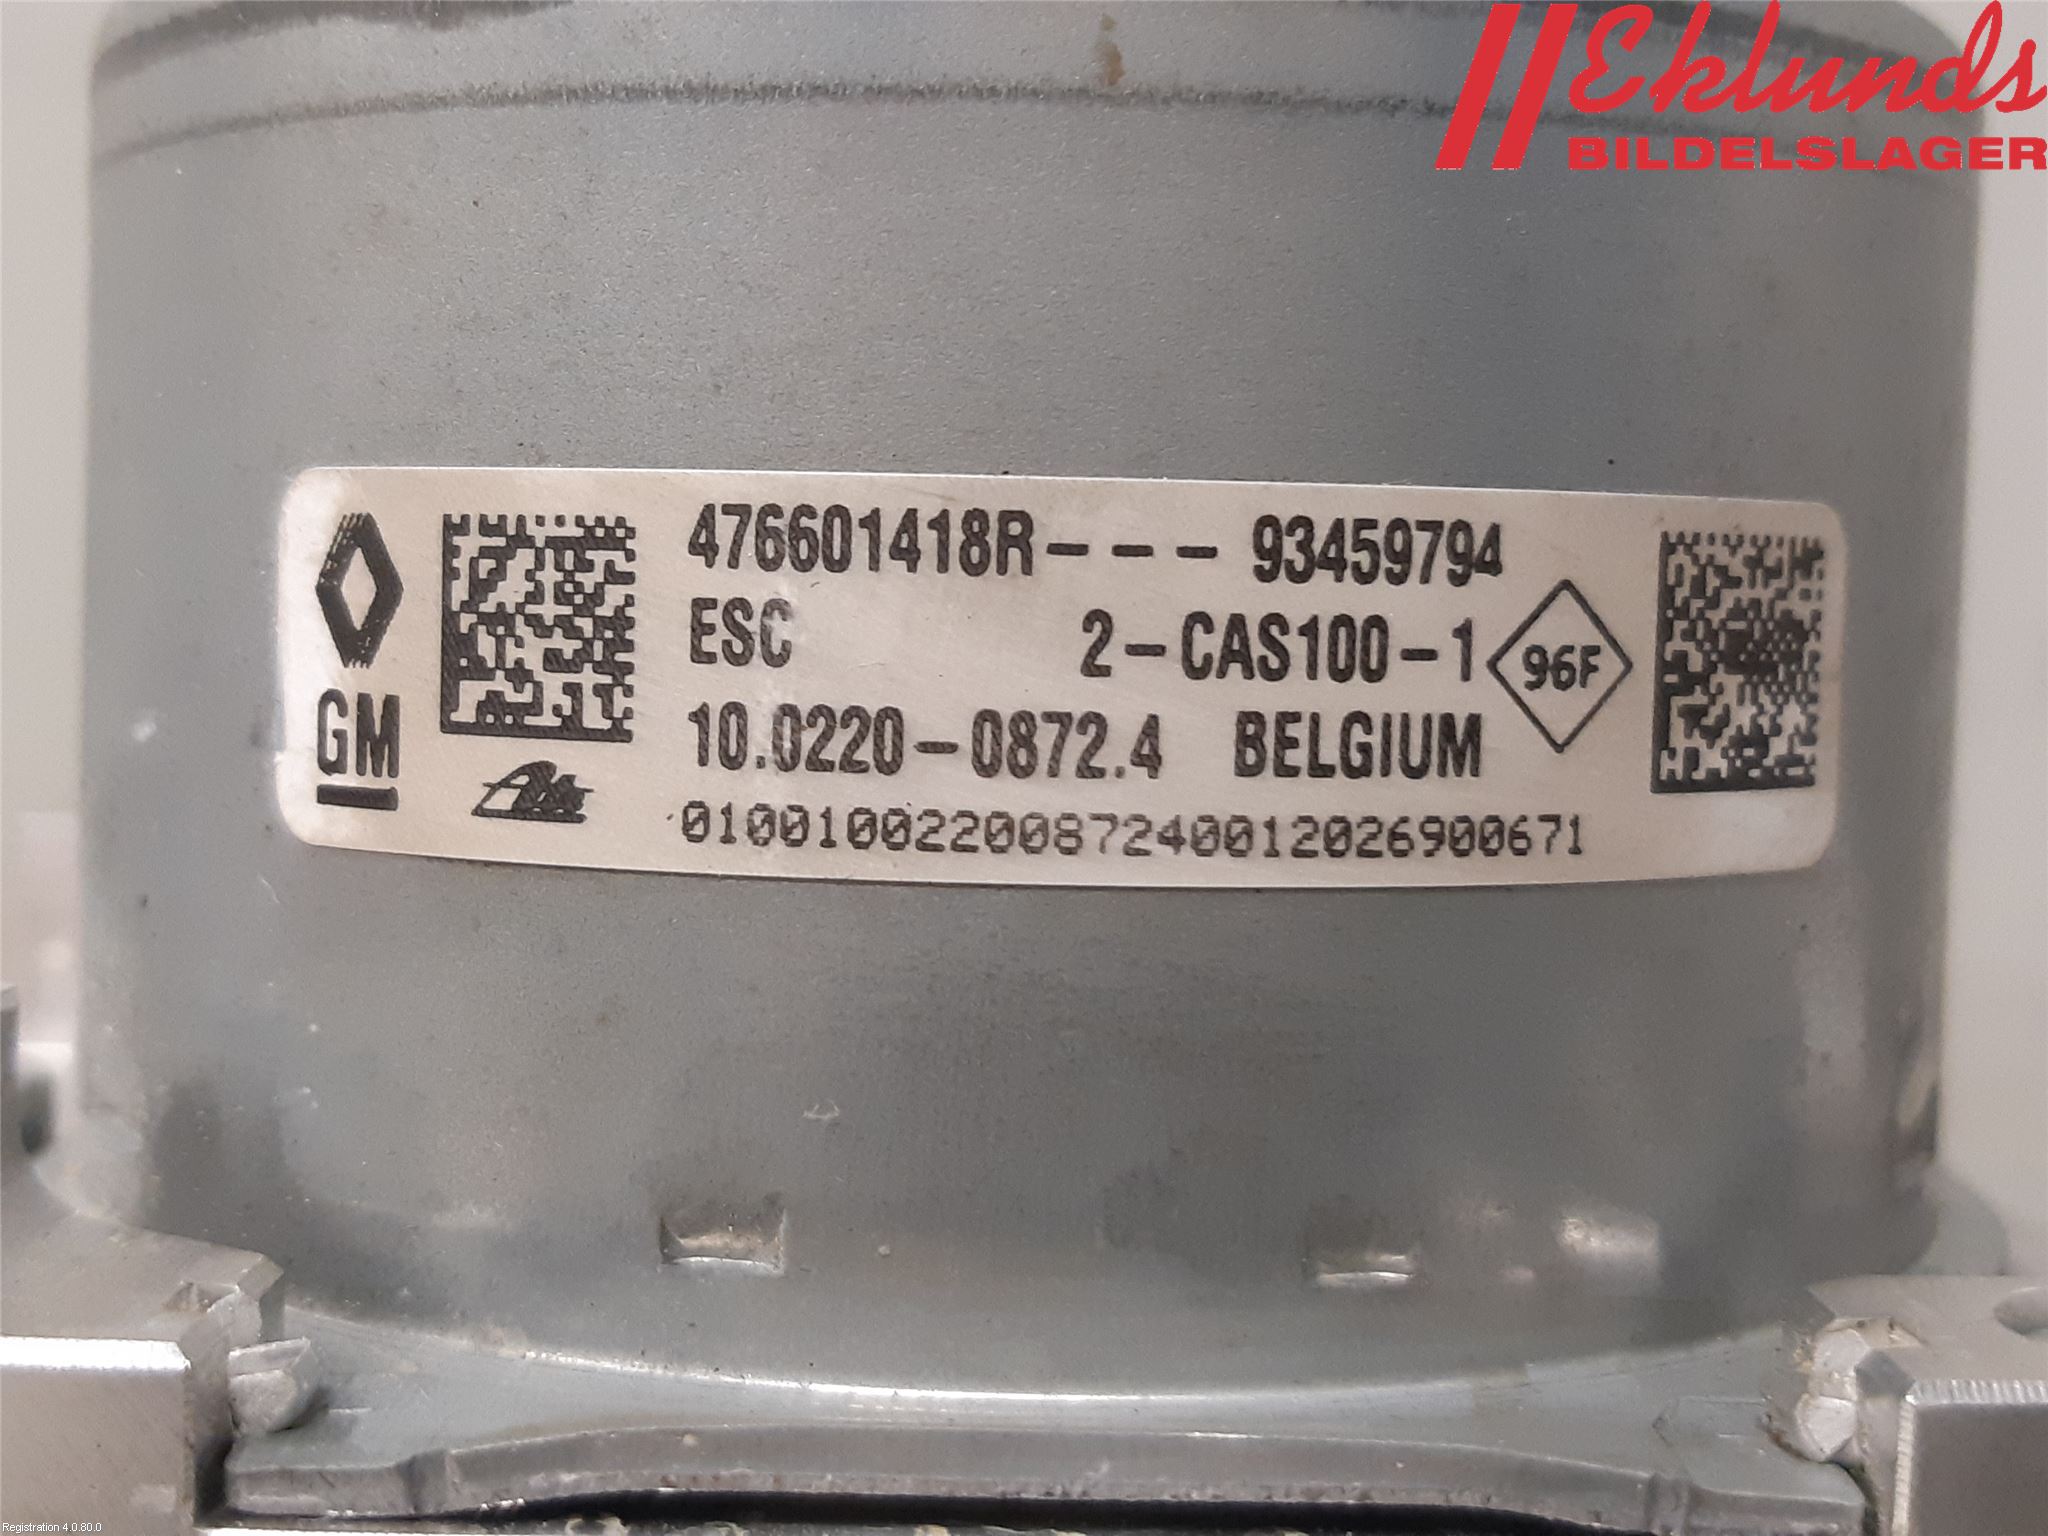 Eklunds
BILDELSLAGER
476601418R--- 93459794
ESC 2-CAS100-1
96F
10.0220-0872.4 BELGIUM
GM
0100100220087240012026900671
Registration 4.0.80.0